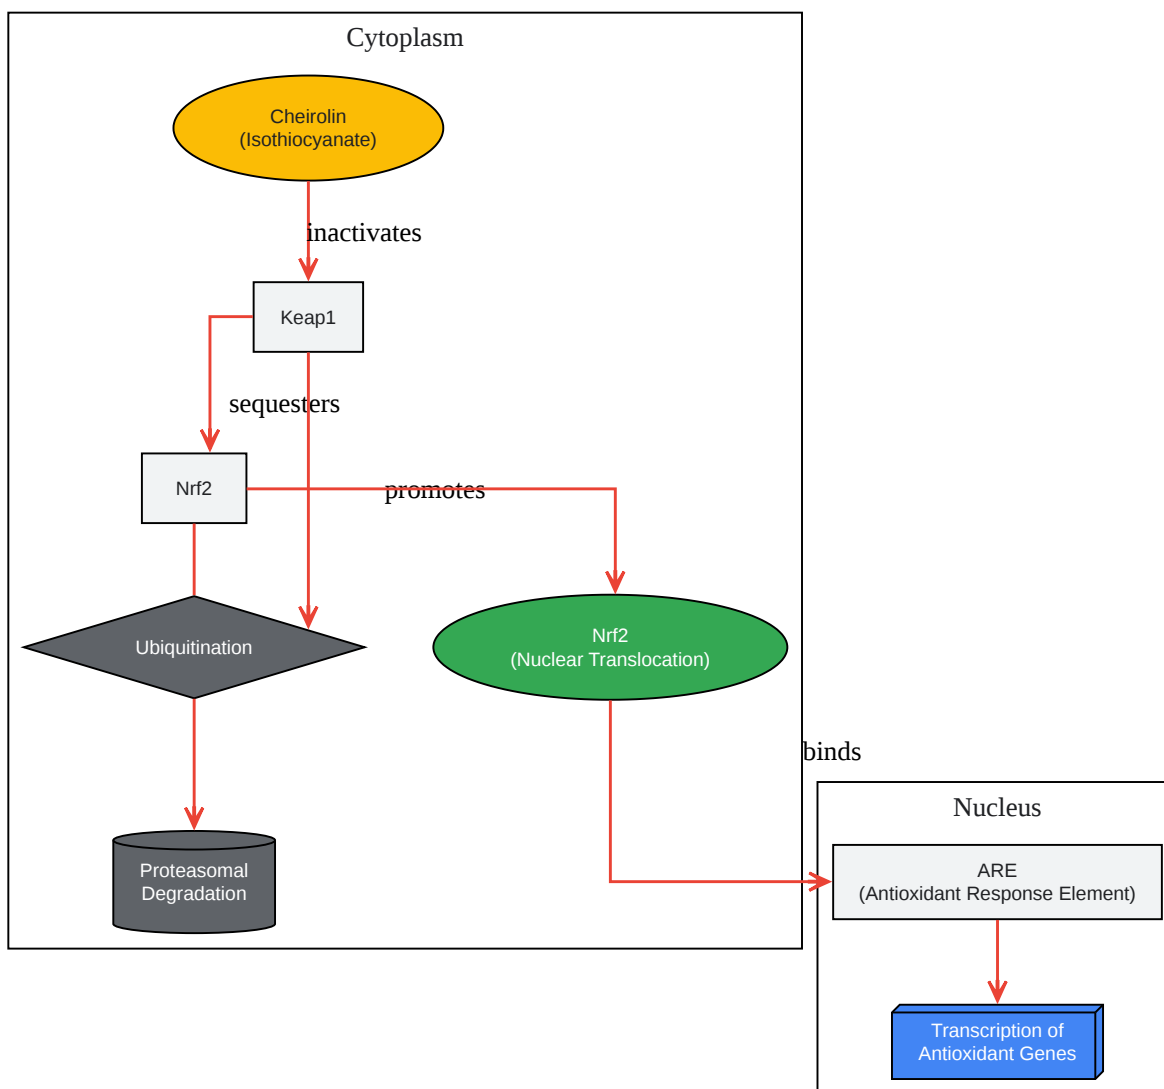 Cytoplasm
Cheirolin
(Isothiocyanate)
inactivates
Keap1
sequesters
Nrf2
promotes
Ubiquitination
Nrf2
(Nuclear Translocation)
binds
Nucleus
Proteasomal
Degradation
ARE
(Antioxidant Response Element)
Transcription of
Antioxidant Genes